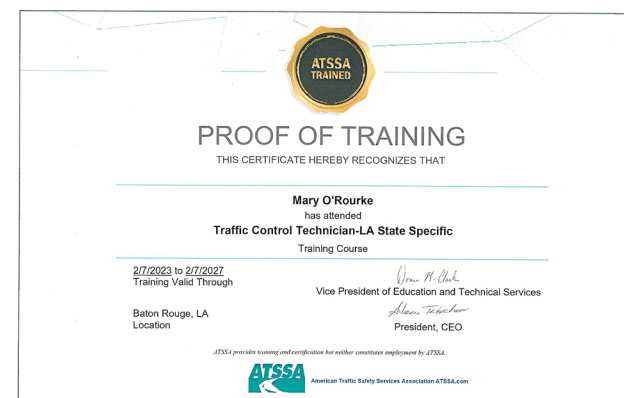 ATSSA
TRAINED
PROOF OF TRAINING
THIS CERTIFICATE HEREBY RECOGNIZES THAT
Mary O'Rourke
has attended
Traffic Control Technician-LA State Specific
Training Course
2/7/2023 to 2/7/2027
Training Valid Through
Vice President of Education and Technical Services
Baton Rouge, LA
Location
President, CEO
ATSSA provides training and certification but neither constitutes employment by ATSSA.
ATSSA
American Traffic Safety Services Association ATSSA.com